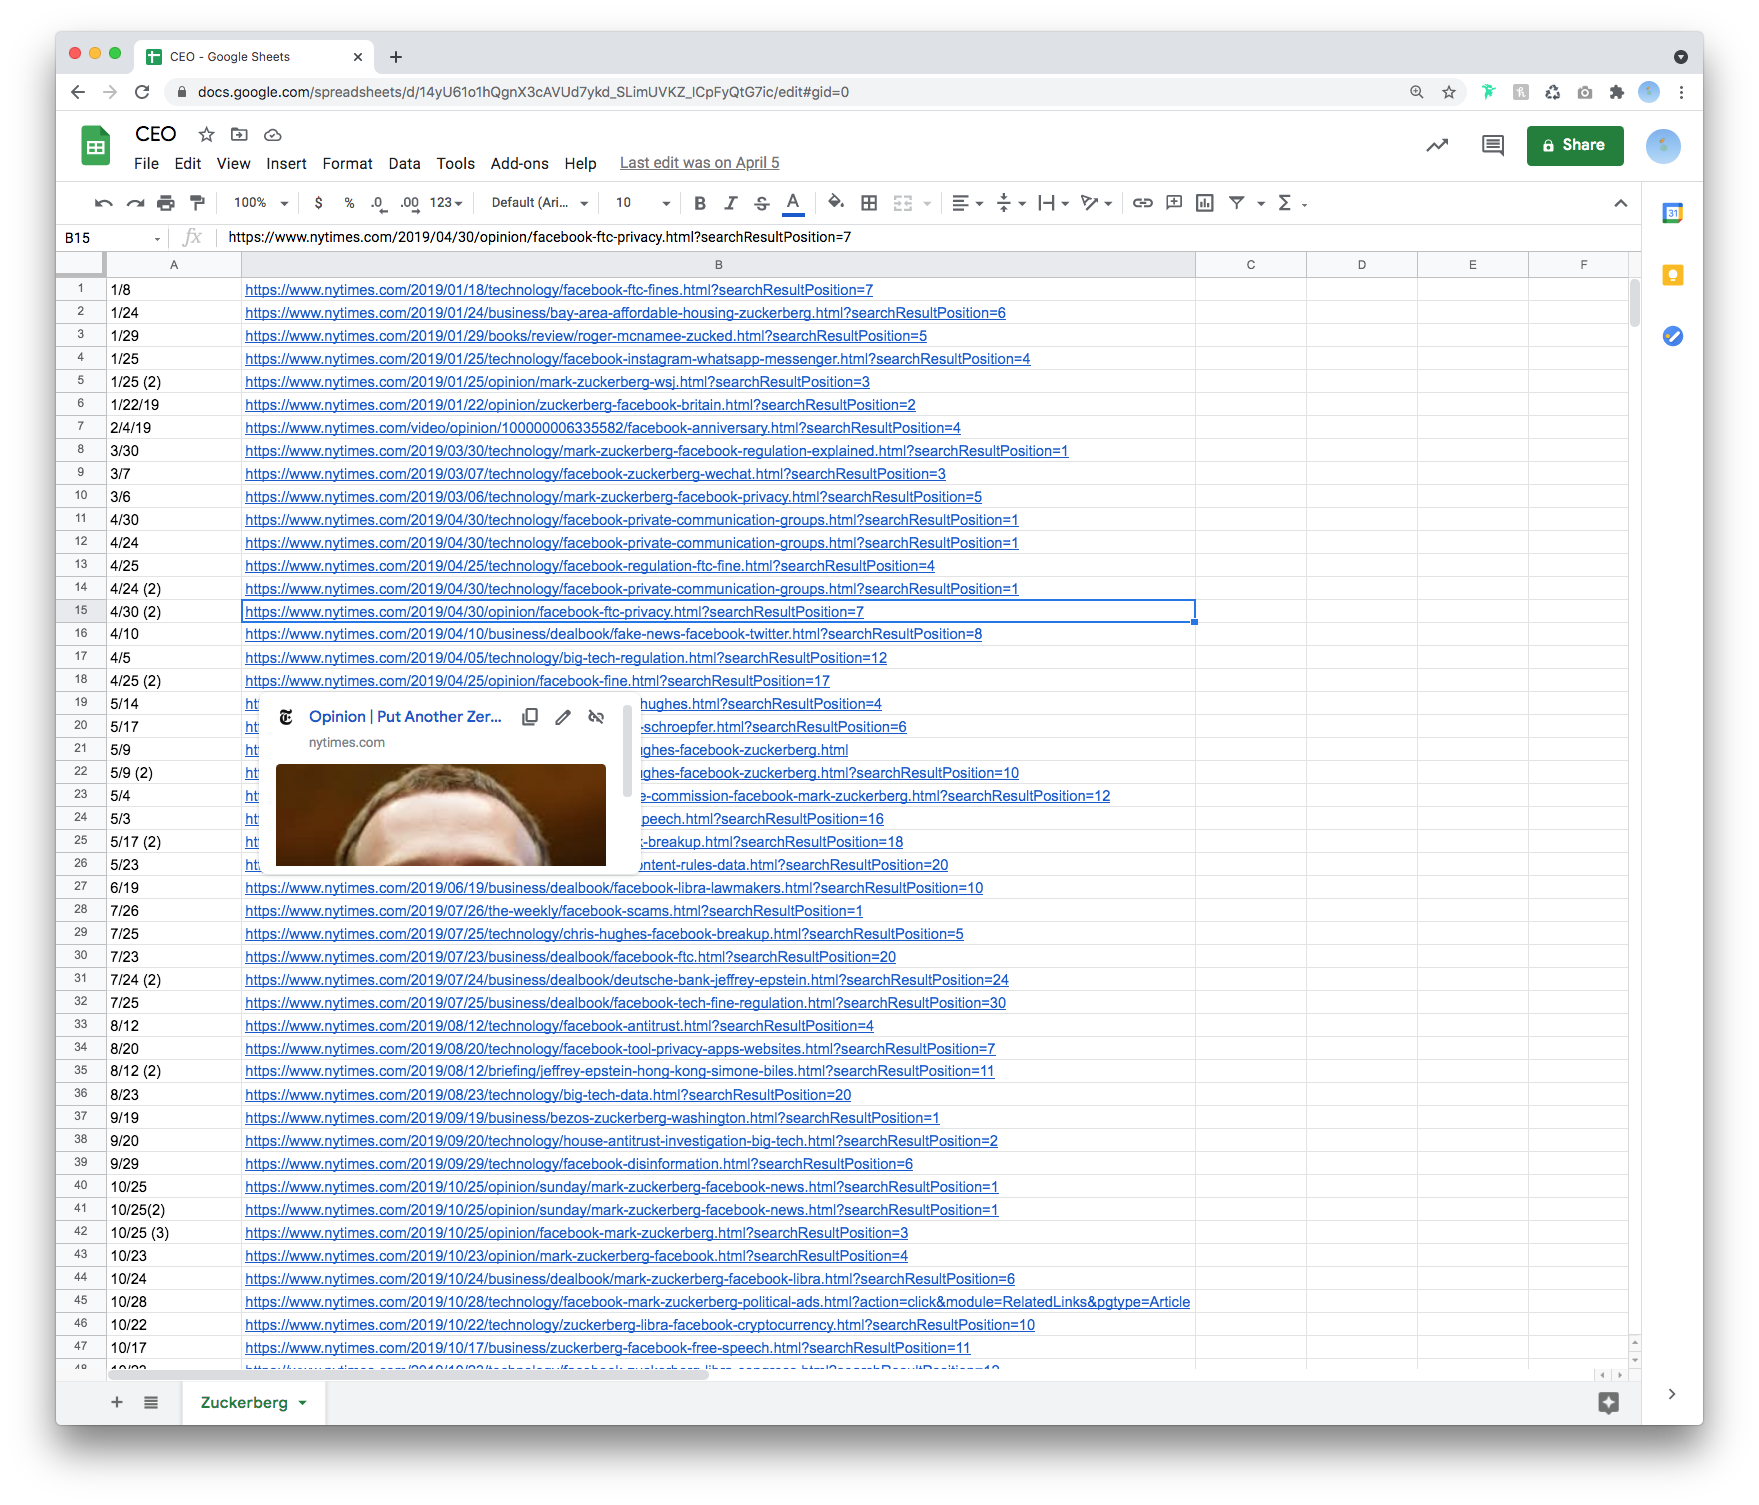 CEO - Google Sheets
docs.google.com/spreadsheets/d/14yU61o1hQgnX3cAVUd7ykd_SLimUVKZ_lCpFyQtG7ic/edit#gid=0
CEO
File Edit View Insert Format Data Tools Add-ons Help Last edit was on April 5
Share
100% $ % .0 .00 123 Default (Ari... 10 B I S A
31
B15 fx https://www.nytimes.com/2019/04/30/opinion/facebook-ftc-privacy.html?searchResultPosition=7
A B C D E F
1 1/8 https://www.nytimes.com/2019/01/18/technology/facebook-ftc-fines.html?searchResultPosition=7
2 1/24 https://www.nytimes.com/2019/01/24/business/bay-area-affordable-housing-zuckerberg.html?searchResultPosition=6
3 1/29 https://www.nytimes.com/2019/01/29/books/review/roger-mcnamee-zucked.html?searchResultPosition=5
4 1/25 https://www.nytimes.com/2019/01/25/technology/facebook-instagram-whatsapp-messenger.html?searchResultPosition=4
5 1/25 (2) https://www.nytimes.com/2019/01/25/opinion/mark-zuckerberg-wsj.html?searchResultPosition=3
6 1/22/19 https://www.nytimes.com/2019/01/22/opinion/zuckerberg-facebook-britain.html?searchResultPosition=2
7 2/4/19 https://www.nytimes.com/video/opinion/100000006335582/facebook-anniversary.html?searchResultPosition=4
8 3/30 https://www.nytimes.com/2019/03/30/technology/mark-zuckerberg-facebook-regulation-explained.html?searchResultPosition=1
9 3/7 https://www.nytimes.com/2019/03/07/technology/facebook-zuckerberg-wechat.html?searchResultPosition=3
10 3/6 https://www.nytimes.com/2019/03/06/technology/mark-zuckerberg-facebook-privacy.html?searchResultPosition=5
11 4/30 https://www.nytimes.com/2019/04/30/technology/facebook-private-communication-groups.html?searchResultPosition=1
12 4/24 https://www.nytimes.com/2019/04/30/technology/facebook-private-communication-groups.html?searchResultPosition=1
13 4/25 https://www.nytimes.com/2019/04/25/technology/facebook-regulation-ftc-fine.html?searchResultPosition=4
14 4/24 (2) https://www.nytimes.com/2019/04/30/technology/facebook-private-communication-groups.html?searchResultPosition=1
15 4/30 (2) https://www.nytimes.com/2019/04/30/opinion/facebook-ftc-privacy.html?searchResultPosition=7
16 4/10 https://www.nytimes.com/2019/04/10/business/dealbook/fake-news-facebook-twitter.html?searchResultPosition=8
17 4/5 https://www.nytimes.com/2019/04/05/technology/big-tech-regulation.html?searchResultPosition=12
18 4/25 (2) https://www.nytimes.com/2019/04/25/opinion/facebook-fine.html?searchResultPosition=17
19 5/14 htt hughes.html?searchResultPosition=4
Opinion | Put Another Zer...
20 5/17 htt -schroepfer.html?searchResultPosition=6
nytimes.com
21 5/9 htt ghes-facebook-zuckerberg.html
22 5/9 (2) htt ghes-facebook-zuckerberg.html?searchResultPosition=10
23 5/4 htt e-commission-facebook-mark-zuckerberg.html?searchResultPosition=12
24 5/3 htt peech.html?searchResultPosition=16
25 5/17 (2) htt -breakup.html?searchResultPosition=18
26 5/23 htt ntent-rules-data.html?searchResultPosition=20
27 6/19 https://www.nytimes.com/2019/06/19/business/dealbook/facebook-libra-lawmakers.html?searchResultPosition=10
28 7/26 https://www.nytimes.com/2019/07/26/the-weekly/facebook-scams.html?searchResultPosition=1
29 7/25 https://www.nytimes.com/2019/07/25/technology/chris-hughes-facebook-breakup.html?searchResultPosition=5
30 7/23 https://www.nytimes.com/2019/07/23/business/dealbook/facebook-ftc.html?searchResultPosition=20
31 7/24 (2) https://www.nytimes.com/2019/07/24/business/dealbook/deutsche-bank-jeffrey-epstein.html?searchResultPosition=24
32 7/25 https://www.nytimes.com/2019/07/25/business/dealbook/facebook-tech-fine-regulation.html?searchResultPosition=30
33 8/12 https://www.nytimes.com/2019/08/12/technology/facebook-antitrust.html?searchResultPosition=4
34 8/20 https://www.nytimes.com/2019/08/20/technology/facebook-tool-privacy-apps-websites.html?searchResultPosition=7
35 8/12 (2) https://www.nytimes.com/2019/08/12/briefing/jeffrey-epstein-hong-kong-simone-biles.html?searchResultPosition=11
36 8/23 https://www.nytimes.com/2019/08/23/technology/big-tech-data.html?searchResultPosition=20
37 9/19 https://www.nytimes.com/2019/09/19/business/bezos-zuckerberg-washington.html?searchResultPosition=1
38 9/20 https://www.nytimes.com/2019/09/20/technology/house-antitrust-investigation-big-tech.html?searchResultPosition=2
39 9/29 https://www.nytimes.com/2019/09/29/technology/facebook-disinformation.html?searchResultPosition=6
40 10/25 https://www.nytimes.com/2019/10/25/opinion/sunday/mark-zuckerberg-facebook-news.html?searchResultPosition=1
41 10/25(2) https://www.nytimes.com/2019/10/25/opinion/sunday/mark-zuckerberg-facebook-news.html?searchResultPosition=1
42 10/25 (3) https://www.nytimes.com/2019/10/25/opinion/facebook-mark-zuckerberg.html?searchResultPosition=3
43 10/23 https://www.nytimes.com/2019/10/23/opinion/mark-zuckerberg-facebook.html?searchResultPosition=4
44 10/24 https://www.nytimes.com/2019/10/24/business/dealbook/mark-zuckerberg-facebook-libra.html?searchResultPosition=6
45 10/28 https://www.nytimes.com/2019/10/28/technology/facebook-mark-zuckerberg-political-ads.html?action=click&module=RelatedLinks&pgtype=Article
46 10/22 https://www.nytimes.com/2019/10/22/technology/zuckerberg-libra-facebook-cryptocurrency.html?searchResultPosition=10
47 10/17 https://www.nytimes.com/2019/10/17/business/zuckerberg-facebook-free-speech.html?searchResultPosition=11
Zuckerberg